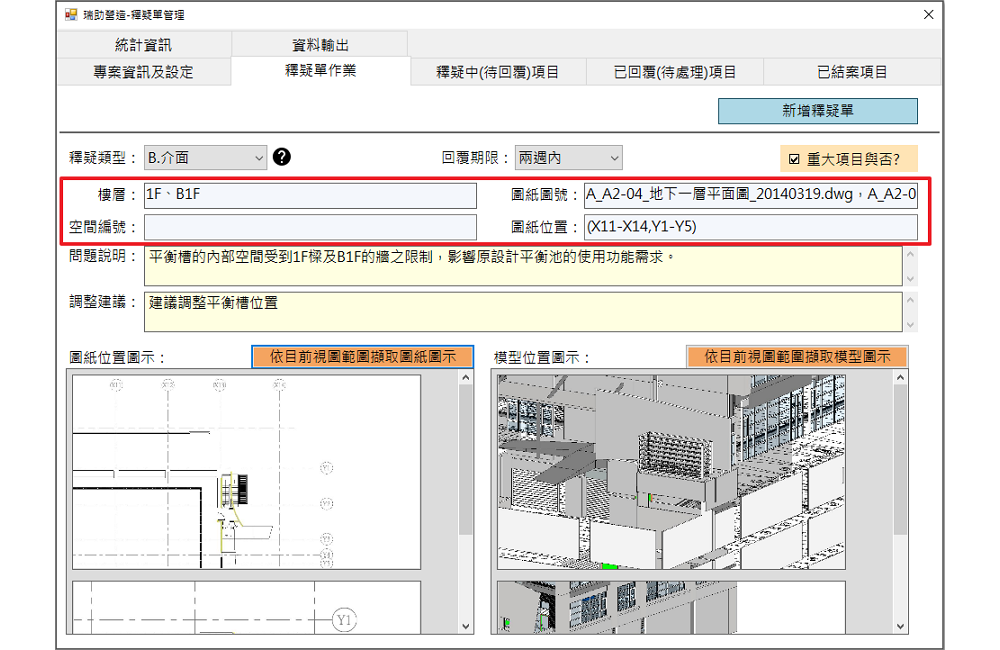 瑞助營造-釋疑單管理
統計資訊 資料輸出
專案資訊及設定 釋疑單作業 釋疑中(待回覆)項目 已回覆(待處理)項目 已結案項目
新增釋疑單
釋疑類型： B.介面 ? 回覆期限： 兩週內 重大項目與否?
樓層： 1F、B1F 圖紙圖號： A_A2-04_地下一層平面圖_20140319.dwg，A_A2-0
空間編號： 圖紙位置： (X11-X14,Y1-Y5)
問題說明： 平衡槽的內部空間受到1F樑及B1F的牆之限制，影響原設計平衡池的使用功能需求。
調整建議： 建議調整平衡槽位置
圖紙位置圖示： 依目前視圖範圍擷取圖紙圖示 模型位置圖示： 依目前視圖範圍擷取模型圖示
Y1